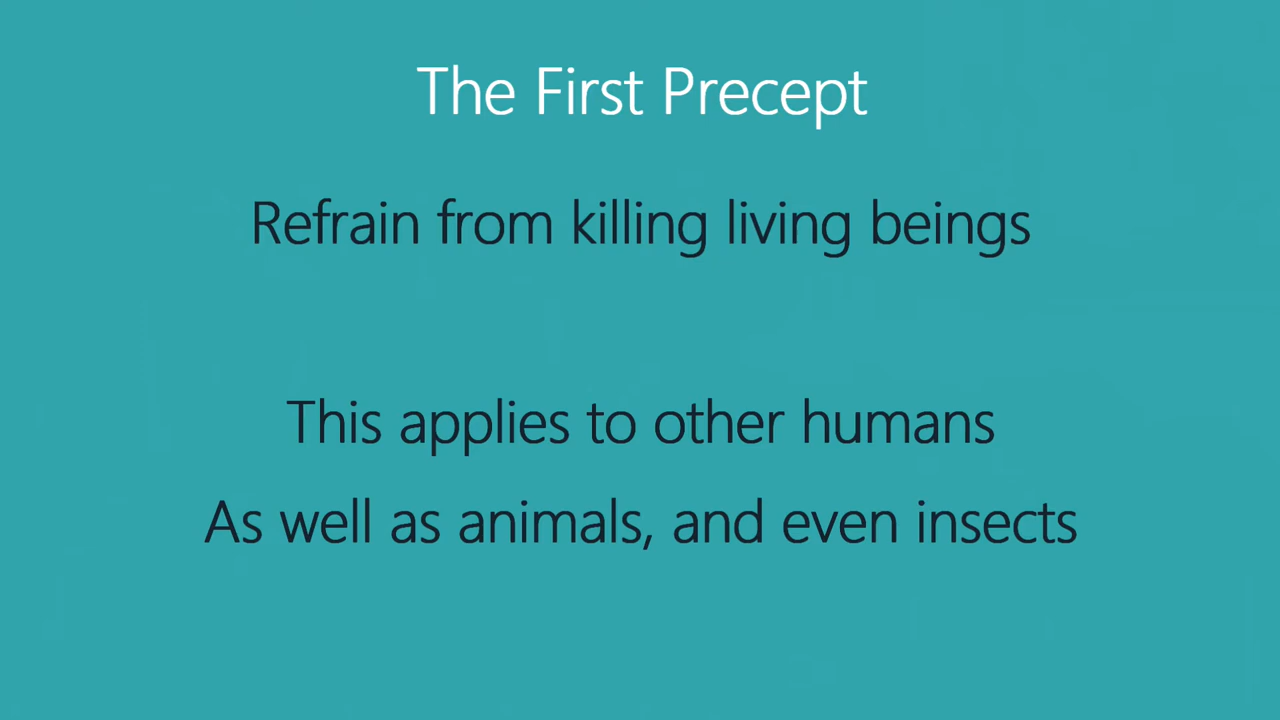 The First Precept
Refrain from killing living beings
This applies to other humans
As well as animals, and even insects